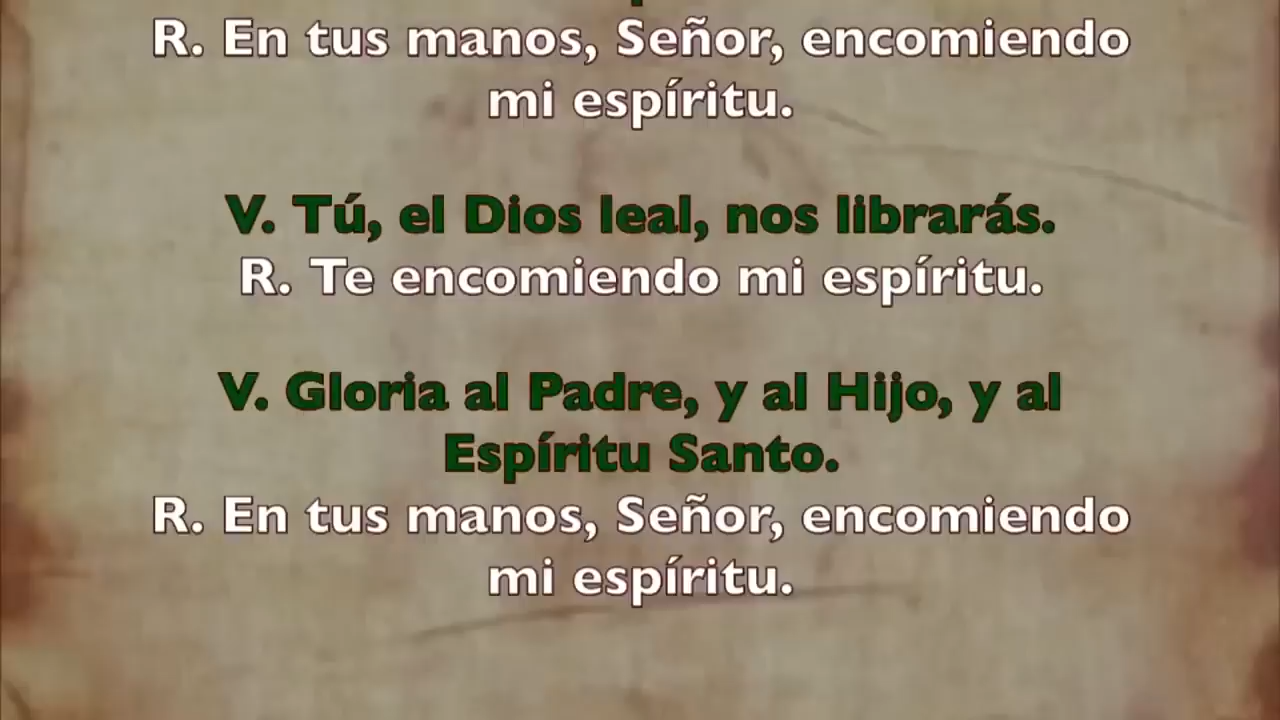 R. En tus manos, Señor, encomiendo
mi espíritu.
V. Tú, el Dios leal, nos librarás.
R. Te encomiendo mi espíritu.
V. Gloria al Padre, y al Hijo, y al
Espíritu Santo.
R. En tus manos, Señor, encomiendo
mi espíritu.